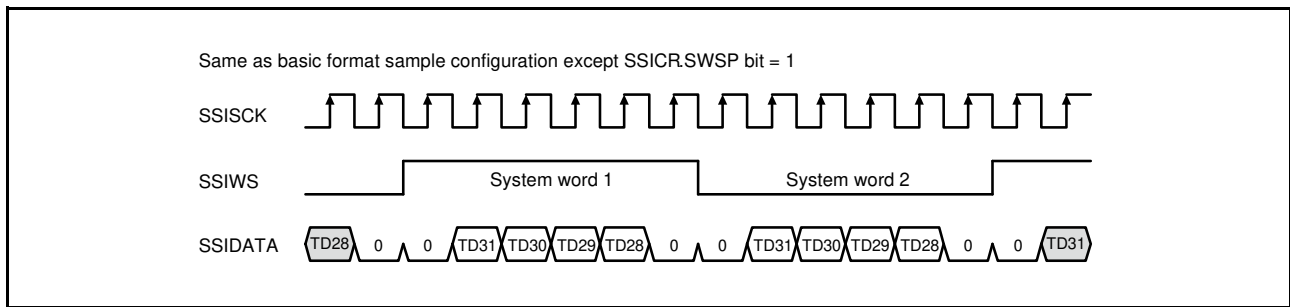 Same as basic format sample configuration except SSICR.SWSP bit = 1
SSISCK
SSIWS System word 1 System word 2
SSIDATA TD28 0 0 TD31 TD30 TD29 TD28 0 0 TD31 TD30 TD29 TD28 0 0 TD31